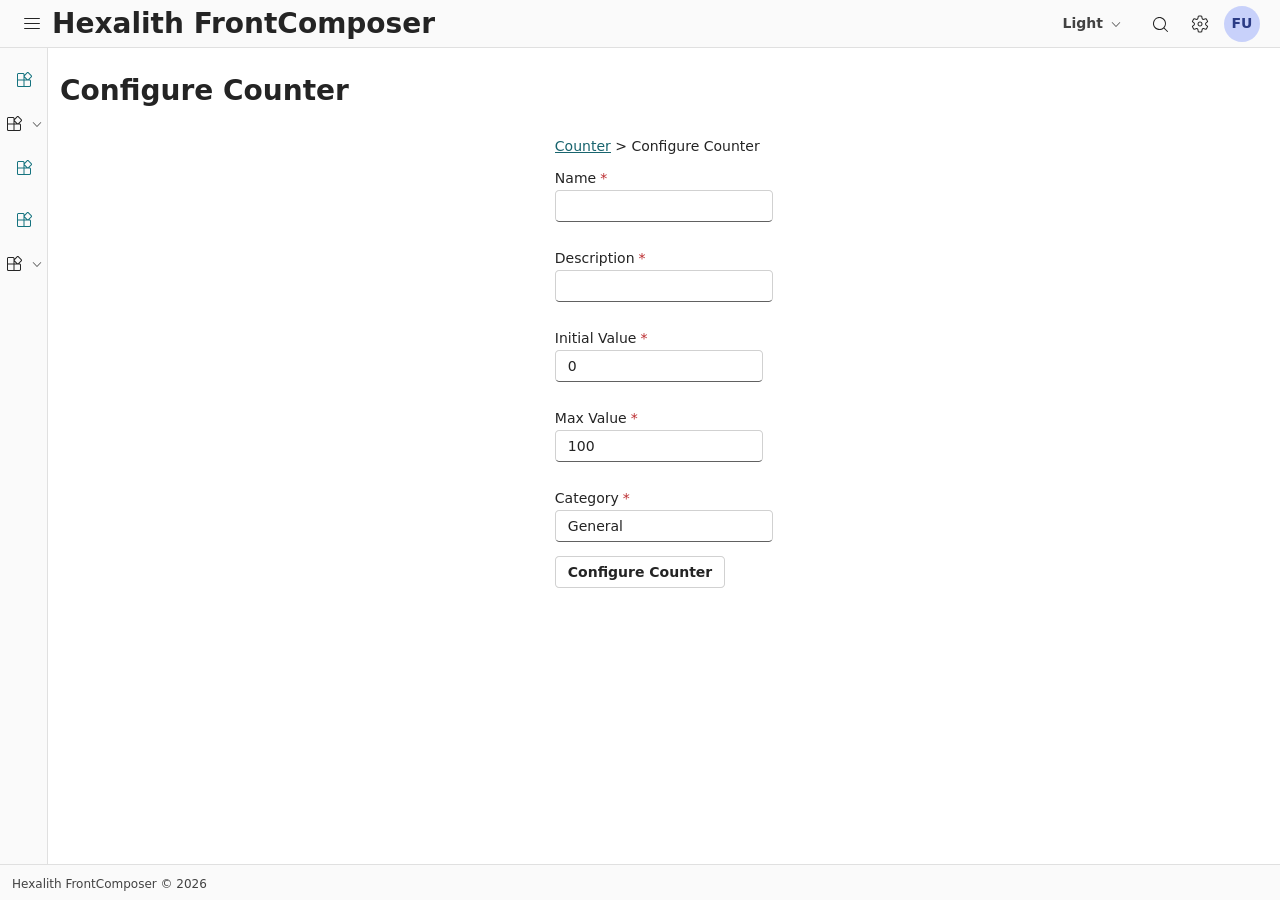 Hexalith FrontComposer
Light
FU
Configure Counter
Counter > Configure Counter
Name *
Description *
Initial Value *
0
Max Value *
100
Category *
General
Configure Counter
Hexalith FrontComposer © 2026